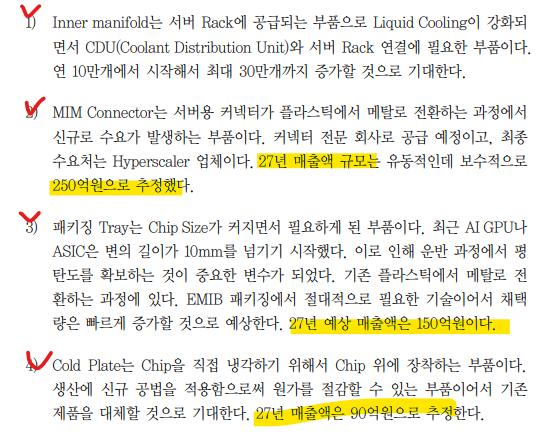 1) Inner manifold는 서버 Rack에 공급되는 부품으로 Liquid Cooling이 강화되
면서 CDU(Coolant Distribution Unit)와 서버 Rack 연결에 필요한 부품이다.
연 10만개에서 시작해서 최대 30만개까지 증가할 것으로 기대한다.
2) MIM Connector는 서버용 커넥터가 플라스틱에서 메탈로 전환하는 과정에서
신규로 수요가 발생하는 부품이다. 커넥터 전문 회사로 공급 예정이고, 최종
수요처는 Hyperscaler 업체이다. 27년 매출액 규모는 유동적인데 보수적으로
250억원으로 추정했다.
3) 패키징 Tray는 Chip Size가 커지면서 필요하게 된 부품이다. 최근 AI GPU나
ASIC은 변의 길이가 10mm를 넘기기 시작했다. 이로 인해 운반 과정에서 평
탄도를 확보하는 것이 중요한 변수가 되었다. 기존 플라스틱에서 메탈로 전
환하는 과정에 있다. EMIB 패키징에서 절대적으로 필요한 기술이어서 채택
량은 빠르게 증가할 것으로 예상한다. 27년 예상 매출액은 150억원이다.
4) Cold Plate는 Chip을 직접 냉각하기 위해서 Chip 위에 장착하는 부품이다.
생산에 신규 공법을 적용함으로써 원가를 절감할 수 있는 부품이어서 기존
제품을 대체할 것으로 기대한다. 27년 매출액은 90억원으로 추정한다.